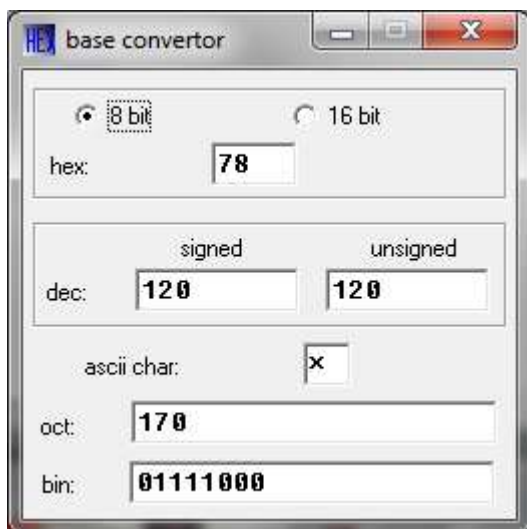 HEX base convertor
8 bit 16 bit
hex: 78
signed unsigned
dec: 120 120
ascii char: x
oct: 170
bin: 01111000